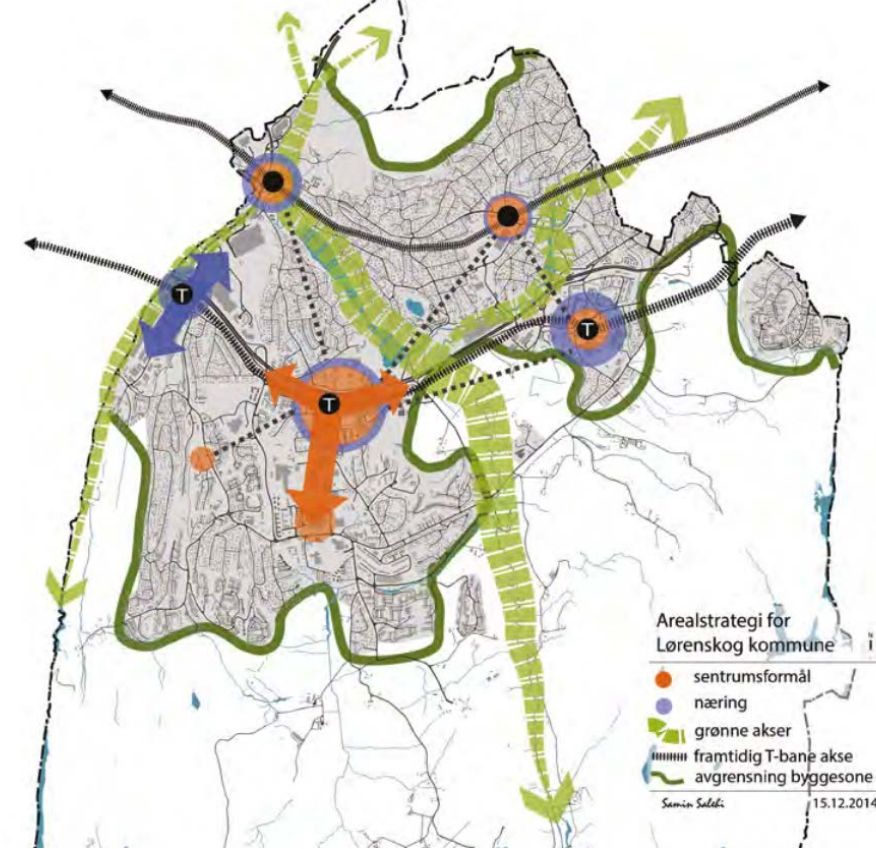 T
T
T
Arealstrategi for
Lørenskog kommune
N
sentrumsformål
næring
grønne akser
framtidig T-bane akse
avgrensning byggesone
Samin Salehi
15.12.2014